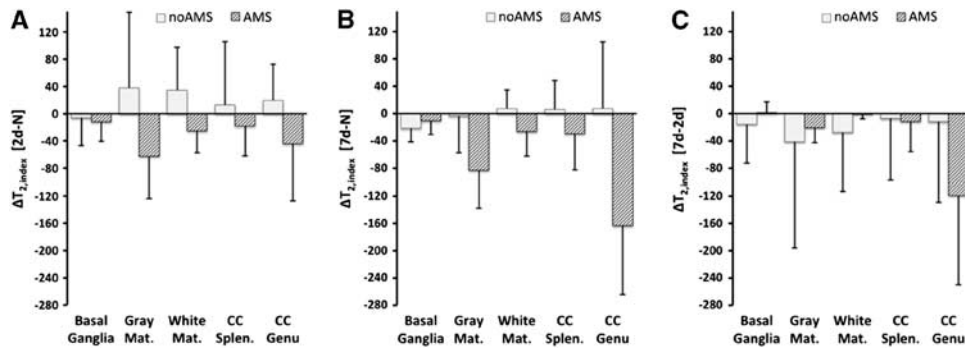 A
noAMS
AMS
120
80
40
0
-40
-80
-120
-160
-200
-240
-280
ΔT2,index [2d-N]
Basal Ganglia
Gray Mat.
White Mat.
CC Splen.
CC Genu
B
noAMS
AMS
120
80
40
0
-40
-80
-120
-160
-200
-240
-280
ΔT2,index [7d-N]
Basal Ganglia
Gray Mat.
White Mat.
CC Splen.
CC Genu
C
noAMS
AMS
120
80
40
0
-40
-80
-120
-160
-200
-240
-280
ΔT2,index [7d-2d]
Basal Ganglia
Gray Mat.
White Mat.
CC Splen.
CC Genu